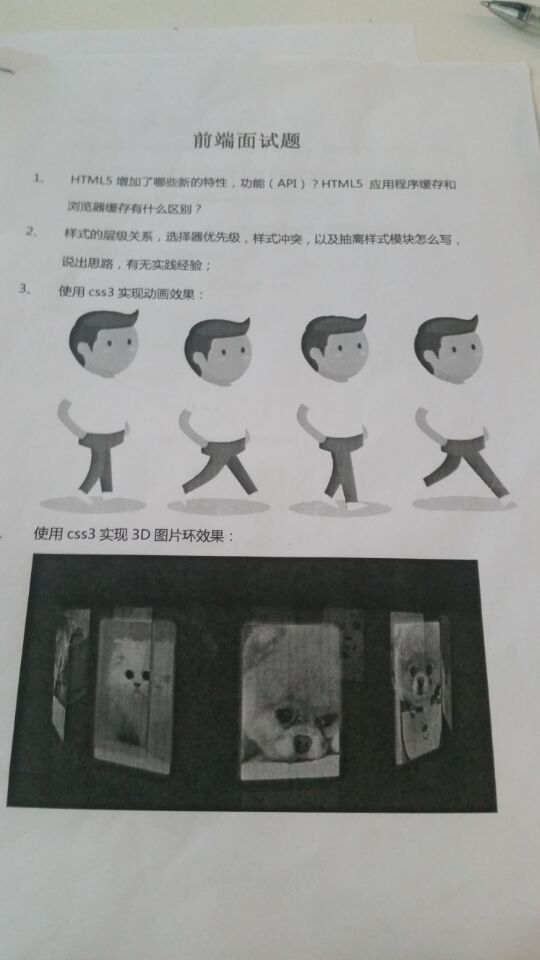 前端面试题
1、 HTML5 增加了哪些新的特性，功能（API）？HTML5 应用程序缓存和
浏览器缓存有什么区别？
2、 样式的层级关系，选择器优先级，样式冲突，以及抽离样式模块怎么写，
说出思路，有无实践经验；
3、 使用 css3 实现动画效果：
使用 css3 实现 3D 图片环效果：